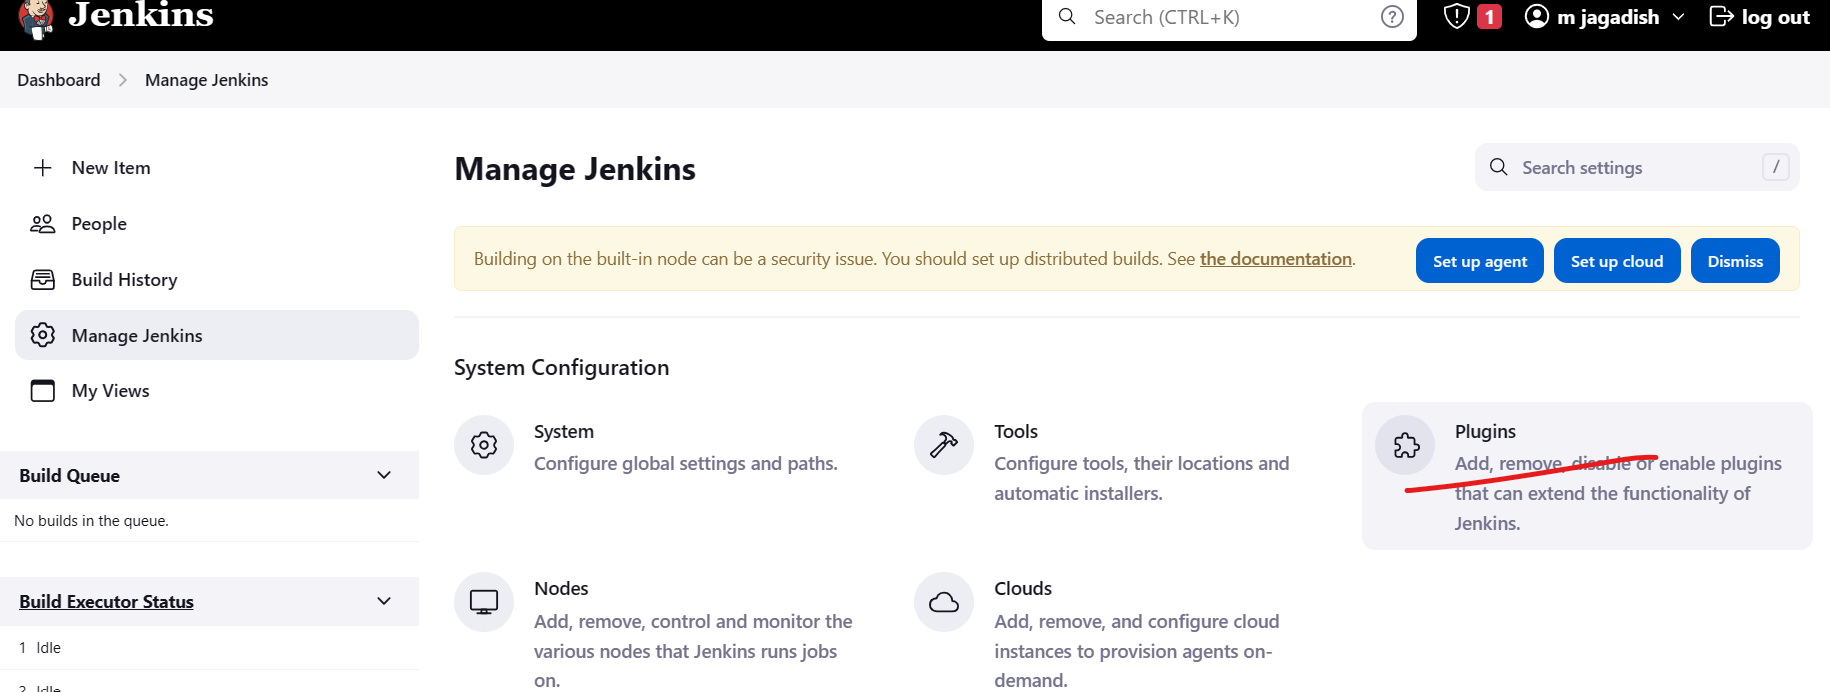 Jenkins
Search (CTRL+K)
?
1
m jagadish
log out
Dashboard
Manage Jenkins
New Item
People
Build History
Manage Jenkins
My Views
Build Queue
No builds in the queue.
Build Executor Status
1 Idle
2 Idle
Manage Jenkins
Search settings
/
Building on the built-in node can be a security issue. You should set up distributed builds. See the documentation.
Set up agent
Set up cloud
Dismiss
System Configuration
System
Configure global settings and paths.
Tools
Configure tools, their locations and
automatic installers.
Plugins
Add, remove, disable or enable plugins
that can extend the functionality of
Jenkins.
Nodes
Add, remove, control and monitor the
various nodes that Jenkins runs jobs
on.
Clouds
Add, remove, and configure cloud
instances to provision agents on-
demand.